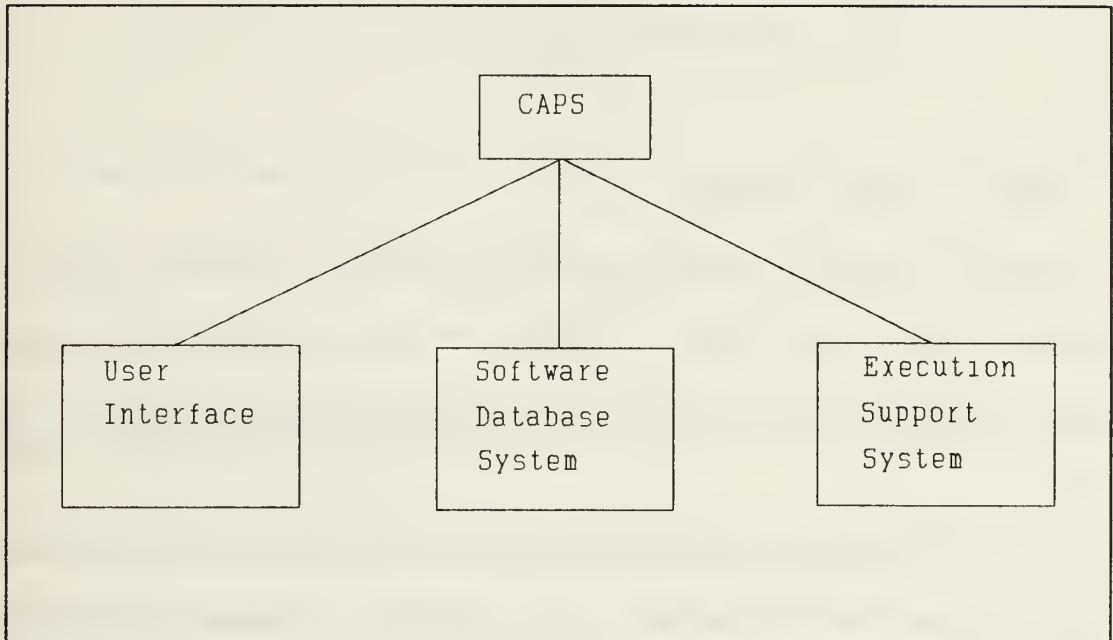 CAPS
User
Interface
Software
Database
System
Execution
Support
System